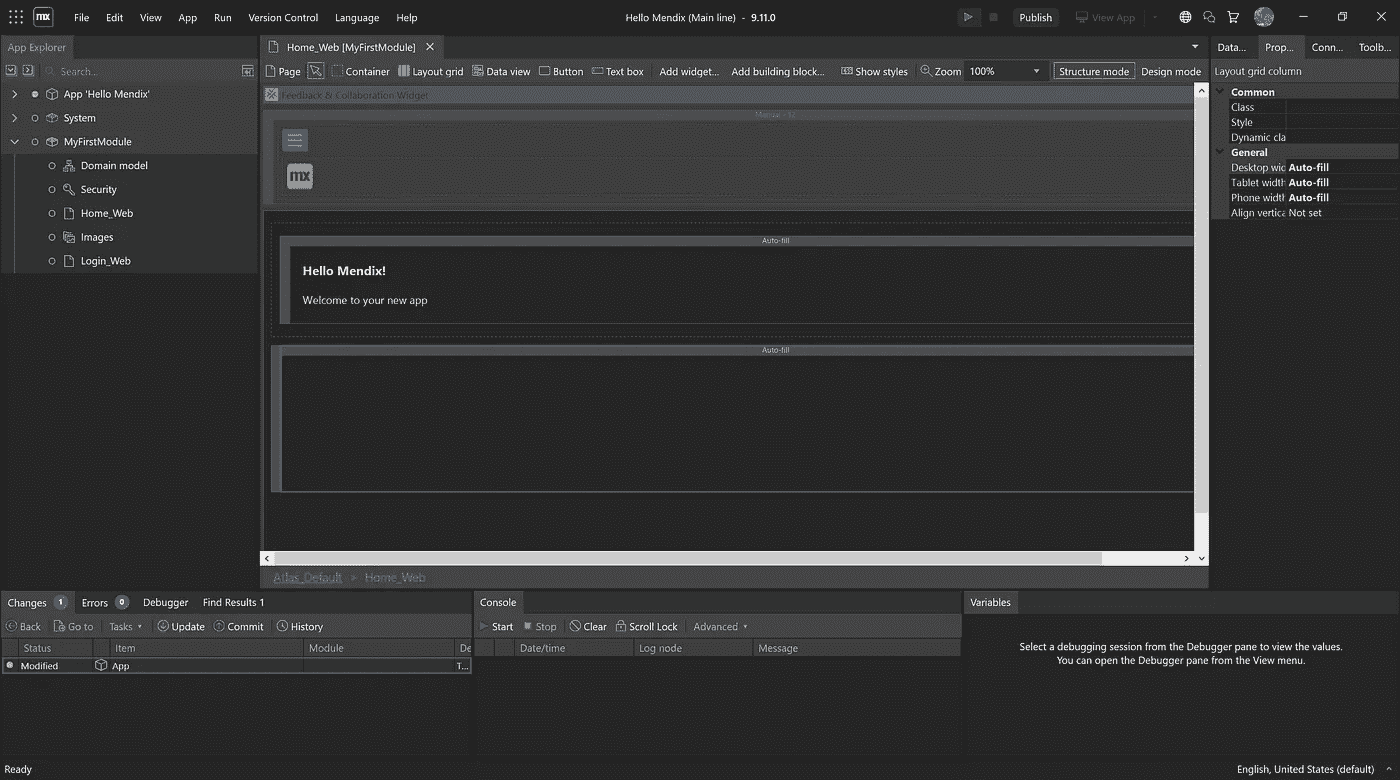 mx File Edit View App Run Version Control Language Help Hello Mendix (Main line) - 9.11.0 Publish View App
App Explorer
Home_Web [MyFirstModule]
Data... Prop... Conn... Toolb...
Search...
Page Container Layout grid Data view Button Text box Add widget... Add building block... Show styles Zoom 100% Structure mode Design mode
Layout grid column
App 'Hello Mendix'
System
MyFirstModule
Domain model
Security
Home_Web
Images
Login_Web
Feedback & Collaboration Widget
Manual - 12
mx
Auto-fill
Hello Mendix!
Welcome to your new app
Auto-fill
Atlas_Default » Home_Web
Common
Class
Style
Dynamic cla
General
Desktop wic Auto-fill
Tablet width Auto-fill
Phone width Auto-fill
Align vertica Not set
Changes 1 Errors 0 Debugger Find Results 1
Back Go to Tasks Update Commit History
Status Item Module De
Modified App T...
Console
Start Stop Clear Scroll Lock Advanced
Date/time Log node Message
Variables
Select a debugging session from the Debugger pane to view the values.
You can open the Debugger pane from the View menu.
Ready
English, United States (default)